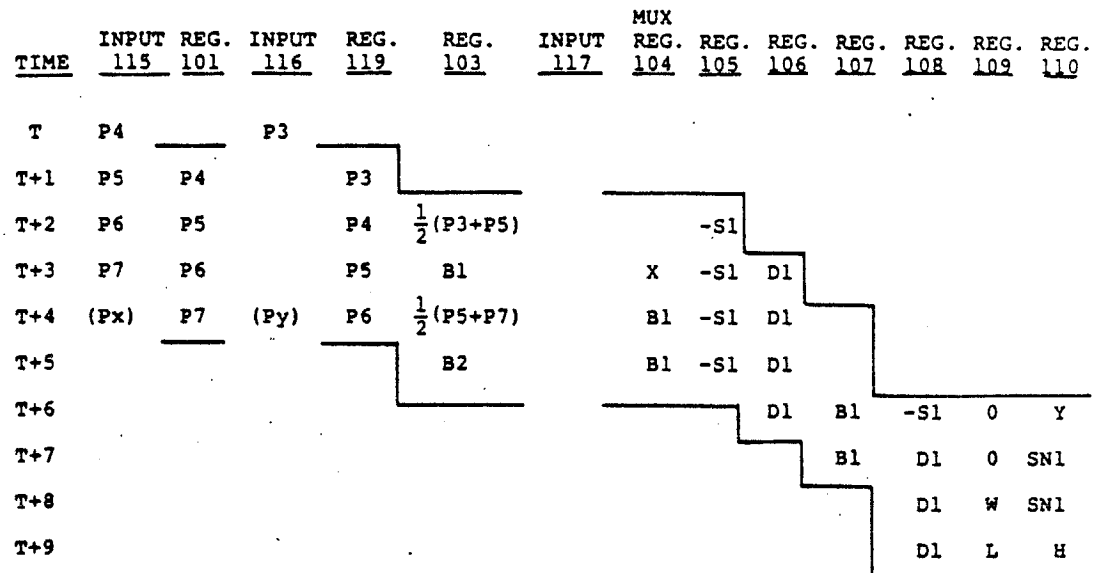 MUX
INPUT REG. INPUT REG. REG. INPUT REG. REG. REG. REG. REG. REG. REG.
TIME 115 101 116 119 103 117 104 105 106 107 108 109 110
T P4 P3
T+1 P5 P4 P3
T+2 P6 P5 P4 1/2(P3+P5) -S1
T+3 P7 P6 P5 B1 X -S1 D1
T+4 (Px) P7 (Py) P6 1/2(P5+P7) B1 -S1 D1
T+5 B2 B1 -S1 D1
T+6 D1 B1 -S1 0 Y
T+7 B1 D1 0 SN1
T+8 D1 W SN1
T+9 D1 L H